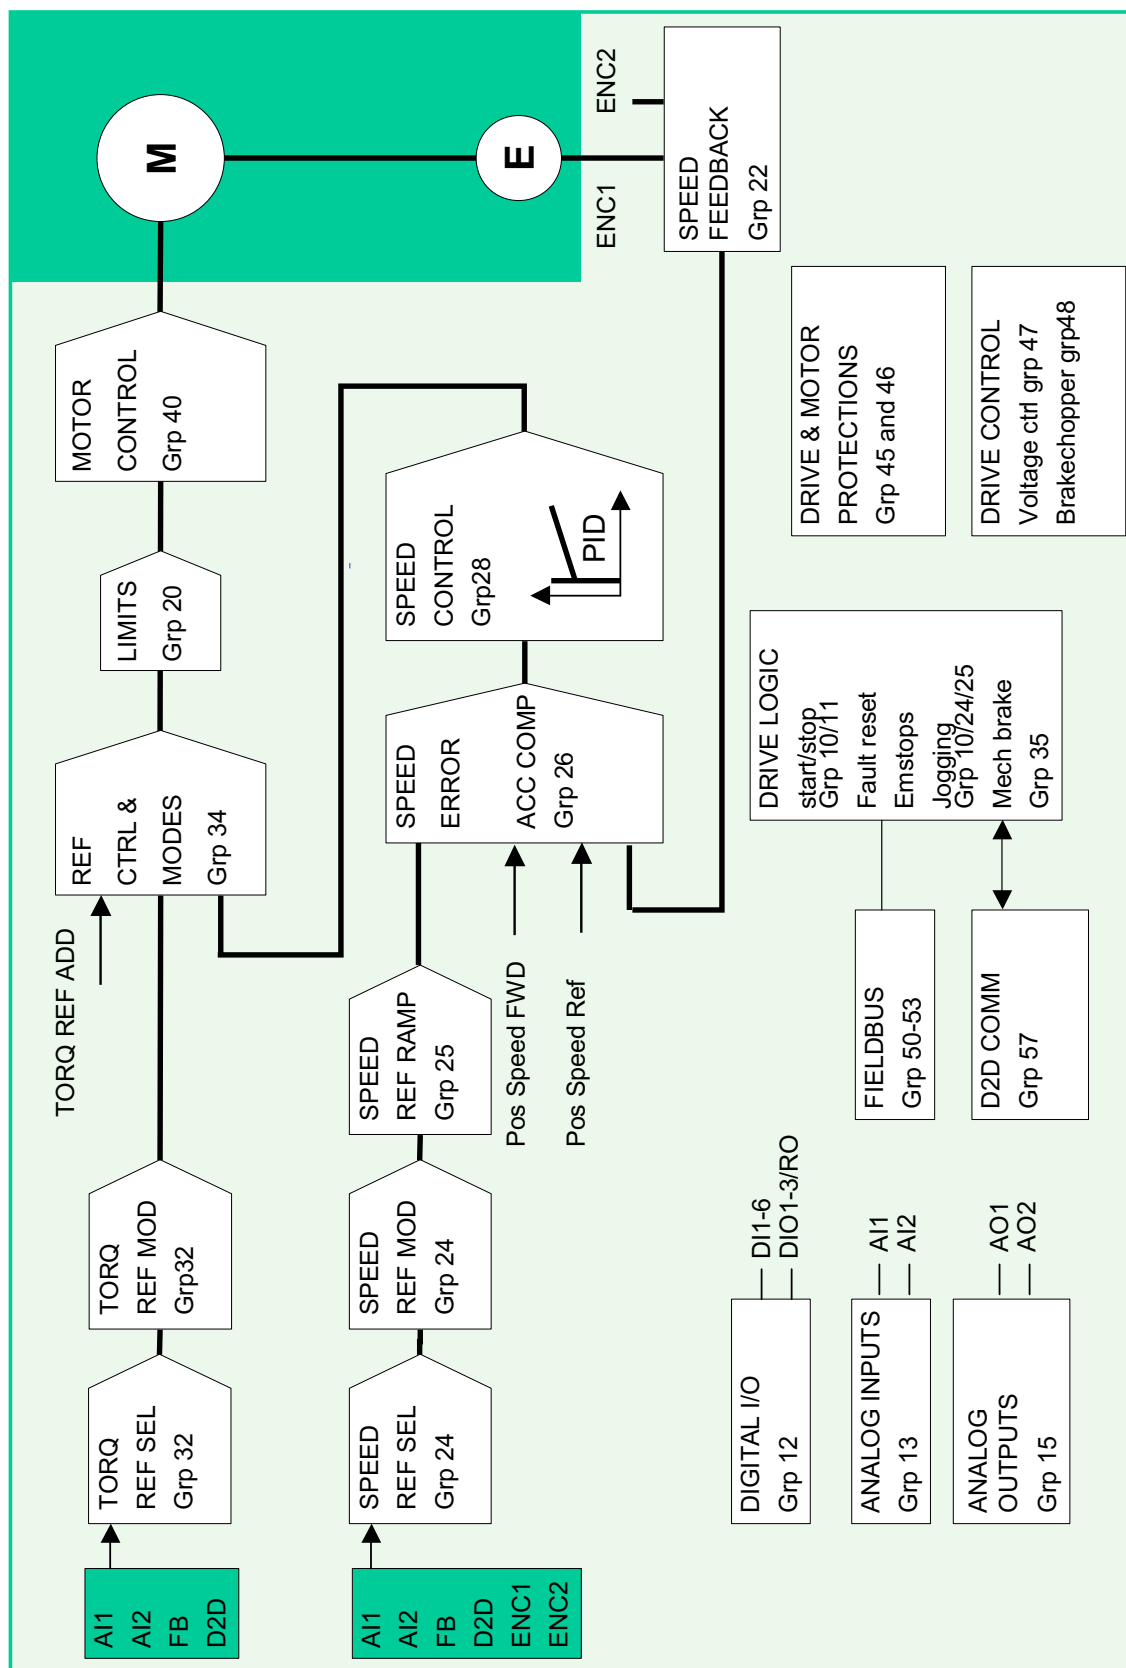 AI1
AI2
FB
D2D
TORQ
REF SEL
Grp 32
TORQ
REF MOD
Grp32
TORQ REF ADD
REF
CTRL &
MODES
Grp 34
LIMITS
Grp 20
MOTOR
CONTROL
Grp 40
M
AI1
AI2
FB
D2D
ENC1
ENC2
SPEED
REF SEL
Grp 24
SPEED
REF MOD
Grp 24
SPEED
REF RAMP
Grp 25
Pos Speed FWD
Pos Speed Ref
SPEED
ERROR
ACC COMP
Grp 26
SPEED
CONTROL
Grp28
PID
E
ENC1
ENC2
SPEED
FEEDBACK
Grp 22
DIGITAL I/O
Grp 12
DI1-6
DIO1-3/RO
ANALOG INPUTS
Grp 13
AI1
AI2
ANALOG
OUTPUTS
Grp 15
AO1
AO2
FIELDBUS
Grp 50-53
D2D COMM
Grp 57
DRIVE LOGIC
start/stop
Grp 10/11
Fault reset
Emstops
Jogging
Grp 10/24/25
Mech brake
Grp 35
DRIVE & MOTOR
PROTECTIONS
Grp 45 and 46
DRIVE CONTROL
Voltage ctrl grp 47
Brakechopper grp48